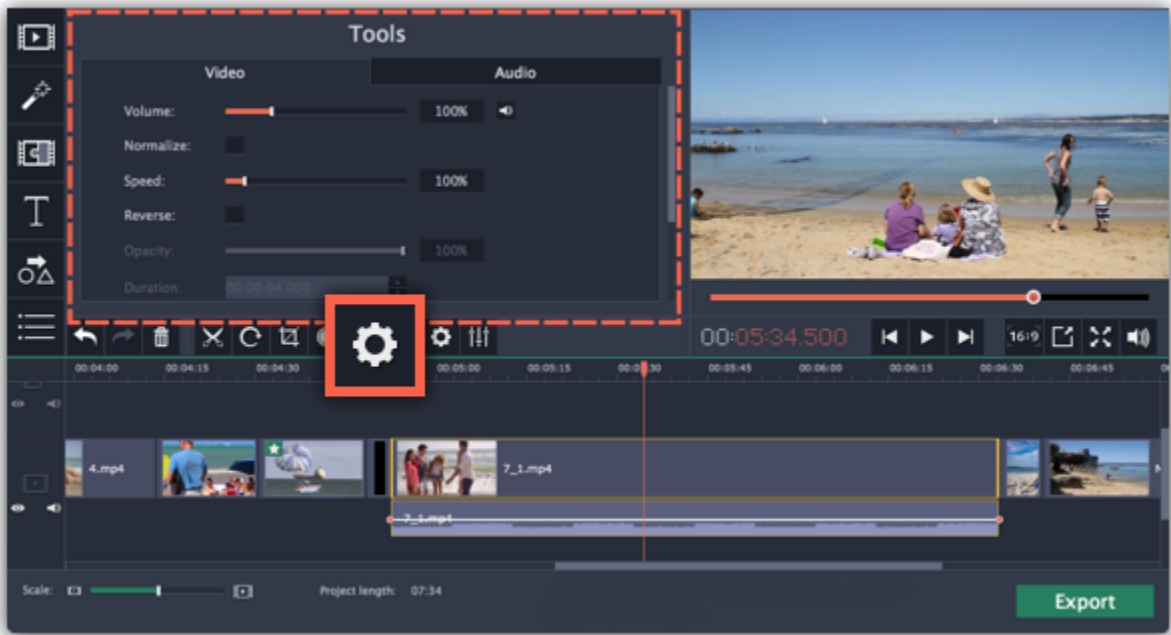 Tools
Video
Audio
Volume:
100%
Normalize:
Speed:
100%
Reverse:
Opacity:
100%
Duration:
00:00:04.000
T
00:05:34.500
16:9
00:04:00
00:04:15
00:04:30
00:05:00
00:05:15
00:05:45
00:06:00
00:06:15
00:06:30
00:06:45
4.mp4
7_1.mp4
7_1.mp4
Scale:
Project length: 07:34
Export